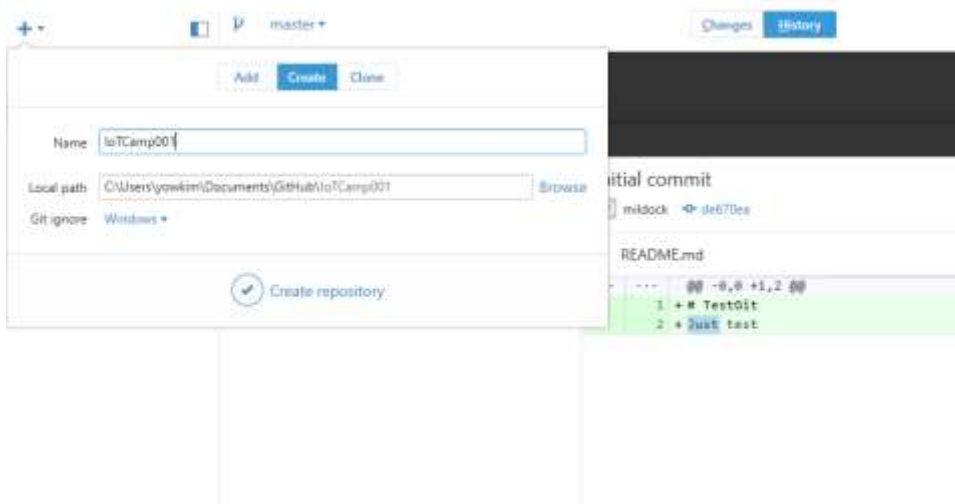 master
Changes History
Add Create Clone
Name IoTCamp001
Local path C:\Users\yowkim\Documents\GitHub\IoTCamp001 Browse
Git ignore Windows
Create repository
itial commit
mildock de670ea
README.md
... @@ -0,0 +1,2 @@
1 + # TestGit
2 + Just test